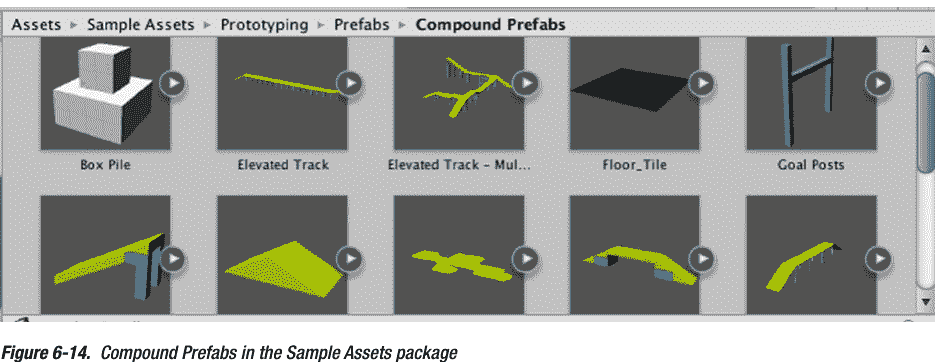 Assets ▸ Sample Assets ▸ Prototyping ▸ Prefabs ▸ Compound Prefabs
Box Pile Elevated Track Elevated Track – Mul... Floor_Tile Goal Posts
Figure 6-14. Compound Prefabs in the Sample Assets package